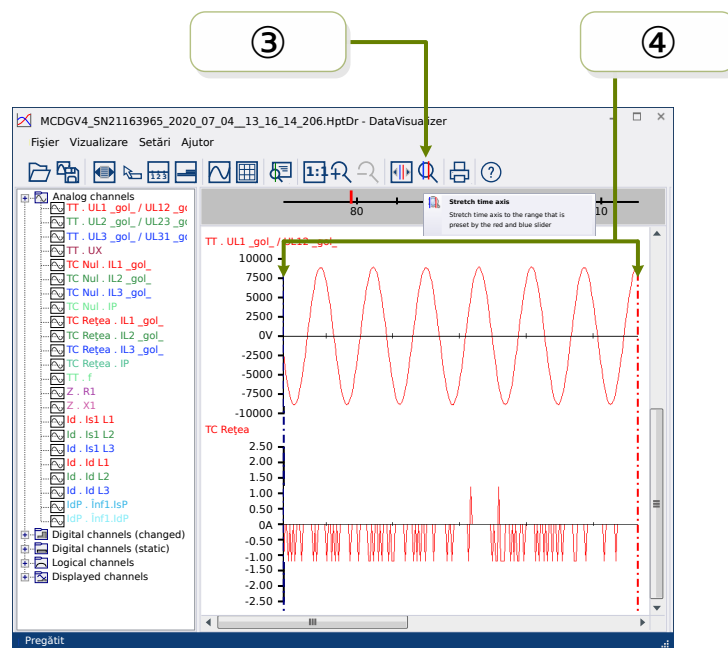 ③
④
MCDGV4_SN21163965_2020_07_04__13_16_14_206.HptDr - DataVisualizer
Fișier Vizualizare Setări Ajutor
1 2 3
1:1
Analog channels
TT . UL1 _gol_ / UL12 _gc
TT . UL2 _gol_ / UL23 _gc
TT . UL3 _gol_ / UL31 _gc
TT . UX
TC Nul . IL1 _gol_
TC Nul . IL2 _gol_
TC Nul . IL3 _gol_
TC Nul . IP
TC Rețea . IL1 _gol_
TC Rețea . IL2 _gol_
TC Rețea . IL3 _gol_
TC Rețea . IP
TT . f
Z . R1
Z . X1
Id . Is1 L1
Id . Is1 L2
Id . Is1 L3
Id . Id L1
Id . Id L2
Id . Id L3
IdP . Înf1.IsP
IdP . Înf1.IdP
Digital channels (changed)
Digital channels (static)
Logical channels
Displayed channels
80
10
Stretch time axis
Stretch time axis to the range that is
preset by the red and blue slider
TT . UL1 _gol_ / UL12 _gol_
10000
7500
5000
2500
0V
-2500
-5000
-7500
-10000
TC Rețea
2.50
2.00
1.50
1.00
0.50
0A
-0.50
-1.00
-1.50
-2.00
-2.50
Pregătit